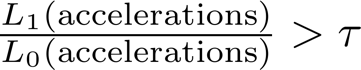 L₁(accelerations)
L₀(accelerations) > τ